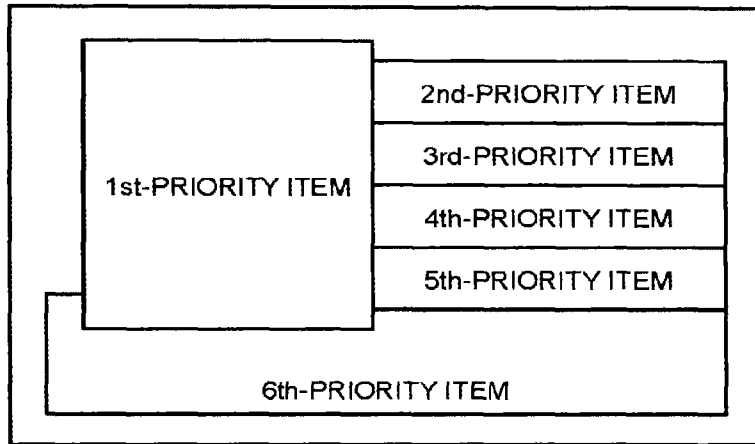 1st-PRIORITY ITEM
2nd-PRIORITY ITEM
3rd-PRIORITY ITEM
4th-PRIORITY ITEM
5th-PRIORITY ITEM
6th-PRIORITY ITEM